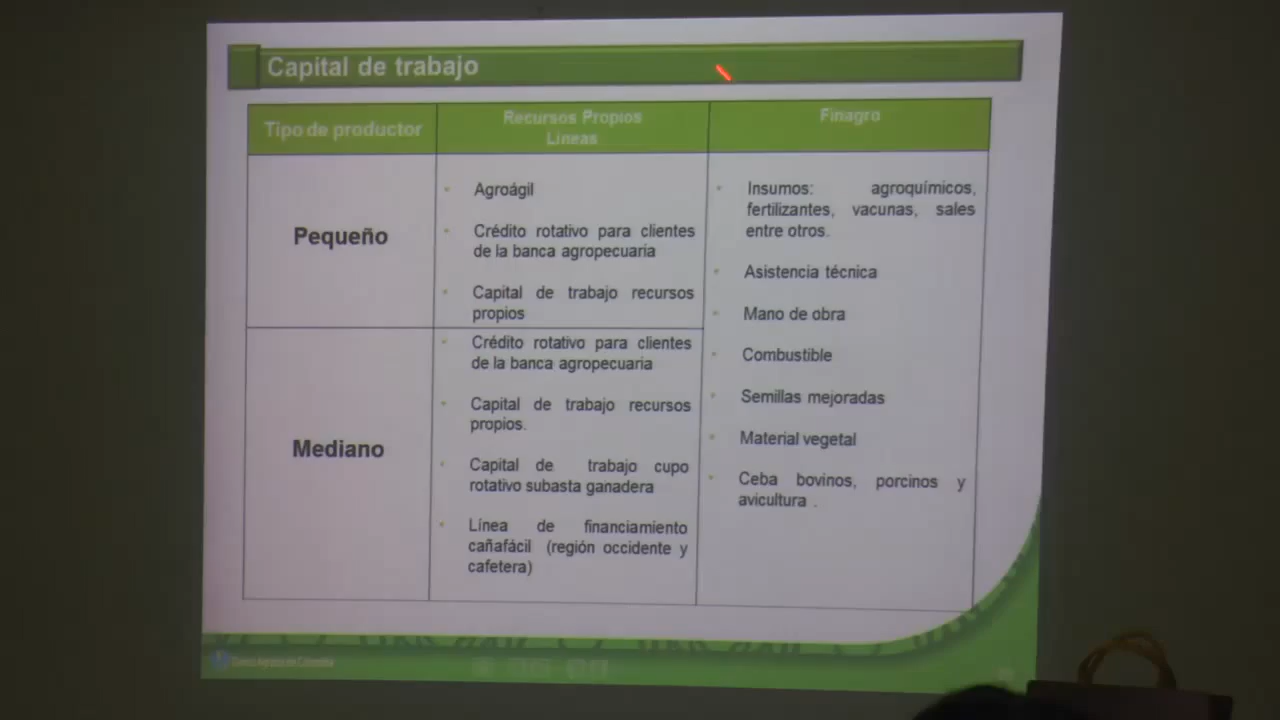 Capital de trabajo
Tipo de productor
Recursos Propios
Lineas
Finagro
Pequeño
Agroágil
Crédito rotativo para clientes
de la banca agropecuaria
Capital de trabajo recursos
propios
Mediano
Crédito rotativo para clientes
de la banca agropecuaria
Capital de trabajo recursos
propios.
Capital de trabajo cupo
rotativo subasta ganadera
Línea de financiamiento
cañafácil (región occidente y
cafetera)
Insumos: agroquímicos,
fertilizantes, vacunas, sales
entre otros.
Asistencia técnica
Mano de obra
Combustible
Semillas mejoradas
Material vegetal
Ceba bovinos, porcinos y
avicultura .